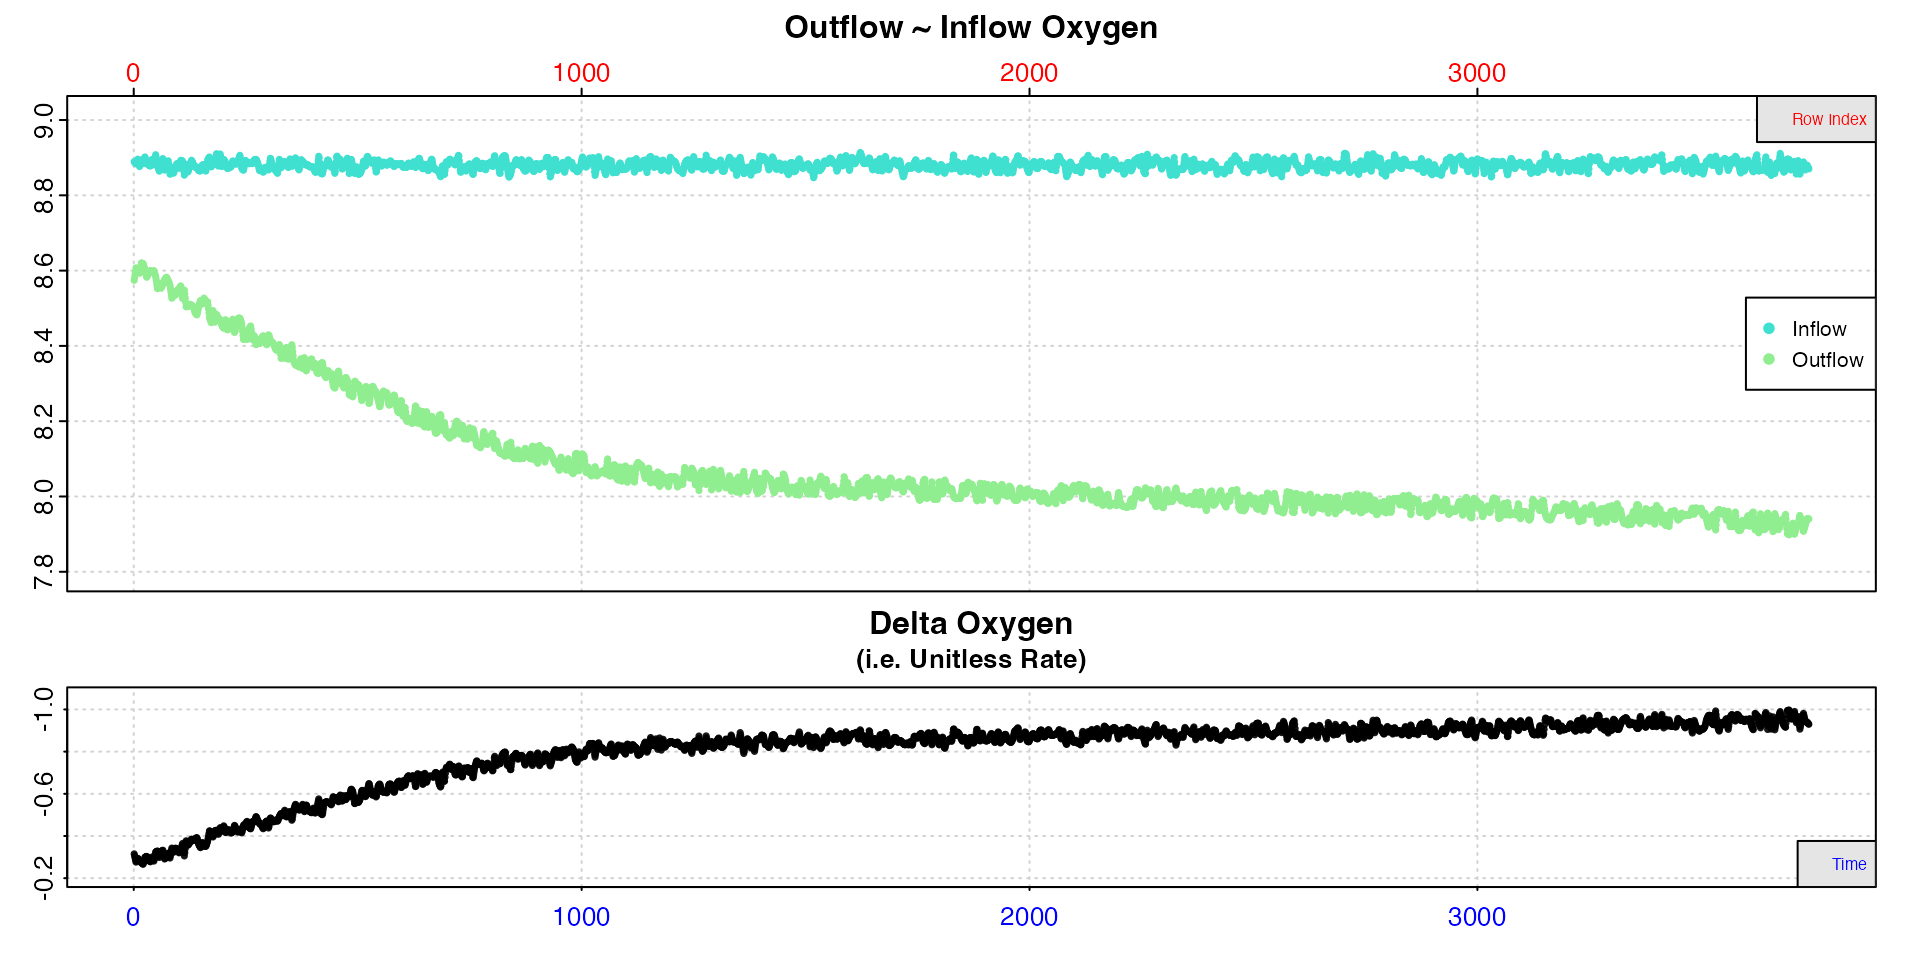 Outflow ~ Inflow Oxygen
0 1000 2000 3000
Row Index
9.0
8.8
8.6
8.4
8.2
8.0
7.8
Inflow
Outflow
Delta Oxygen
(i.e. Unitless Rate)
-1.0
-0.6
-0.2
Time
0 1000 2000 3000